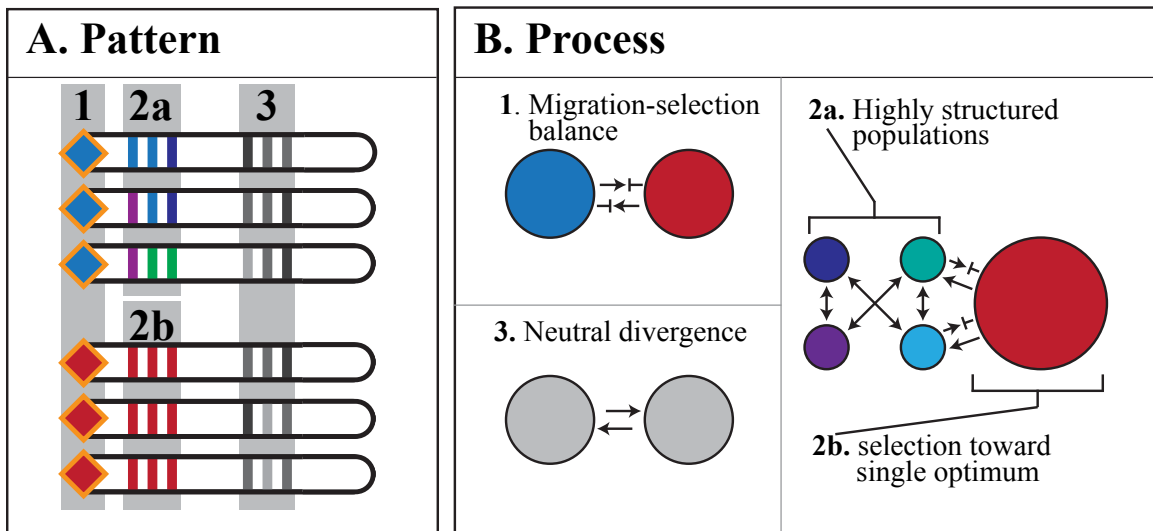 A. Pattern
1
2a
3
2b
B. Process
1. Migration-selection
balance
3. Neutral divergence
2a. Highly structured
populations
2b. selection toward
single optimum